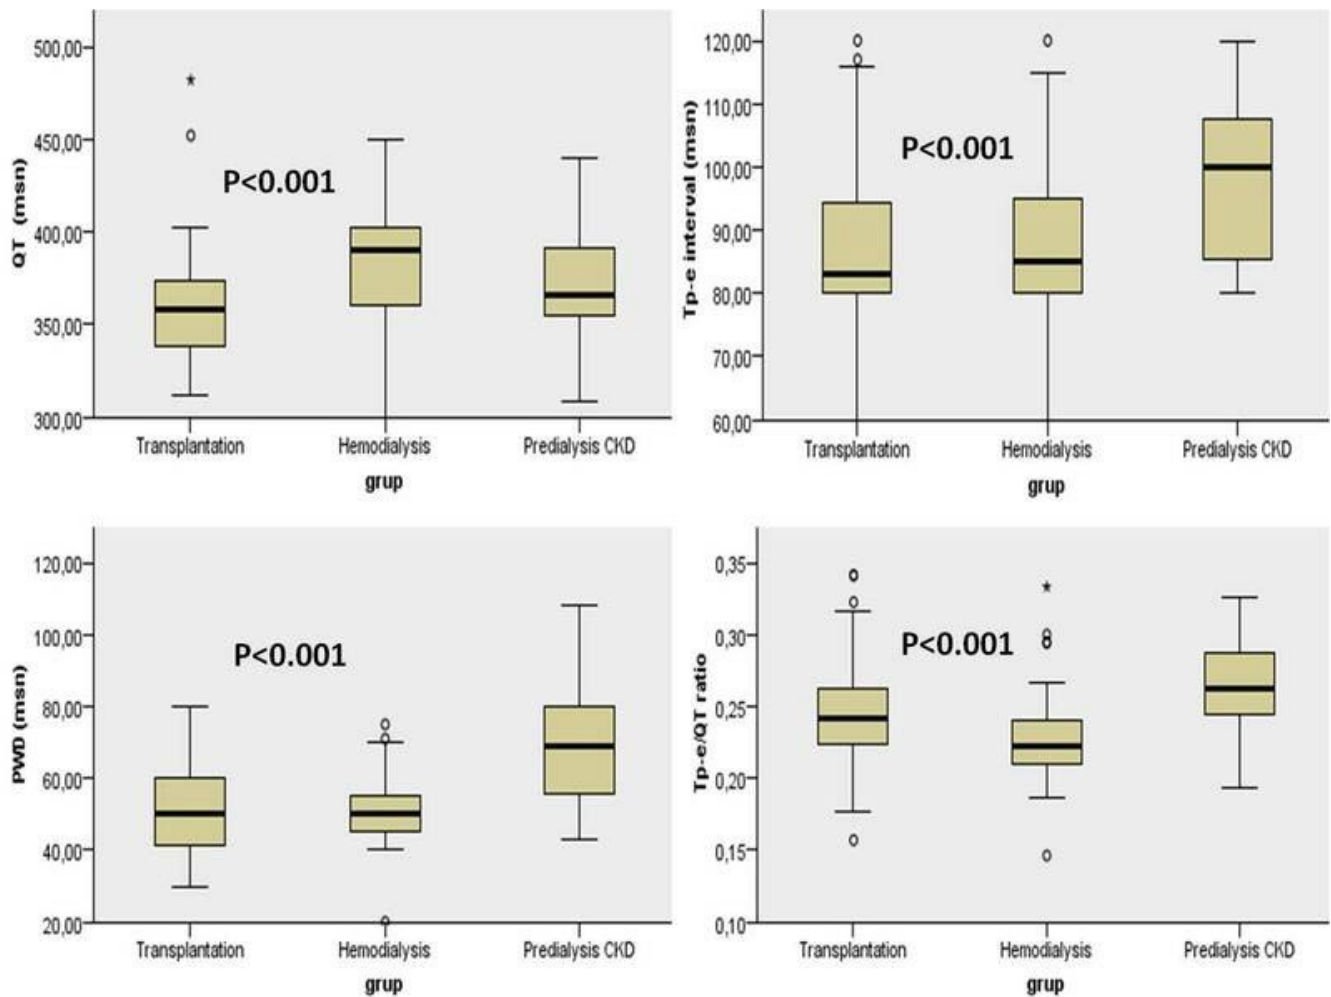 500,00
450,00
400,00
350,00
300,00
QT (msn)
P<0.001
Transplantation Hemodialysis Predialysis CKD
grup
120,00
110,00
100,00
90,00
80,00
70,00
60,00
Tp-e interval (msn)
P<0.001
Transplantation Hemodialysis Predialysis CKD
grup
120,00
100,00
80,00
60,00
40,00
20,00
PWD (msn)
P<0.001
Transplantation Hemodialysis Predialysis CKD
grup
0,35
0,30
0,25
0,20
0,15
0,10
Tp-e/QT ratio
P<0.001
Transplantation Hemodialysis Predialysis CKD
grup